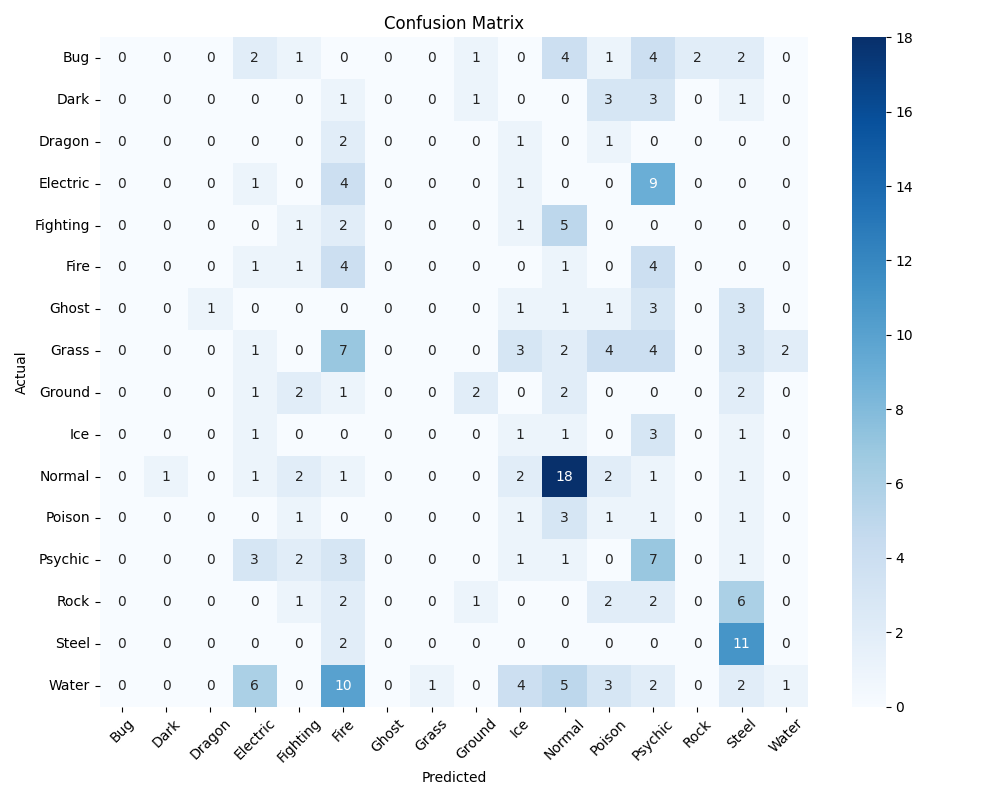 Confusion Matrix
Bug 0 0 0 2 1 0 0 0 1 0 4 1 4 2 2 0
Dark 0 0 0 0 0 1 0 0 1 0 0 3 3 0 1 0
Dragon 0 0 0 0 0 2 0 0 0 1 0 1 0 0 0 0
Electric 0 0 0 1 0 4 0 0 0 1 0 0 9 0 0 0
Fighting 0 0 0 0 1 2 0 0 0 1 5 0 0 0 0 0
Fire 0 0 0 1 1 4 0 0 0 0 1 0 4 0 0 0
Ghost 0 0 1 0 0 0 0 0 0 1 1 1 3 0 3 0
Grass 0 0 0 1 0 7 0 0 0 3 2 4 4 0 3 2
Ground 0 0 0 1 2 1 0 0 2 0 2 0 0 0 2 0
Ice 0 0 0 1 0 0 0 0 0 1 1 0 3 0 1 0
Normal 0 1 0 1 2 1 0 0 0 2 18 2 1 0 1 0
Poison 0 0 0 0 1 0 0 0 0 1 3 1 1 0 1 0
Psychic 0 0 0 3 2 3 0 0 0 1 1 0 7 0 1 0
Rock 0 0 0 0 1 2 0 0 1 0 0 2 2 0 6 0
Steel 0 0 0 0 0 2 0 0 0 0 0 0 0 0 11 0
Water 0 0 0 6 0 10 0 1 0 4 5 3 2 0 2 1
Bug Dark Dragon Electric Fighting Fire Ghost Grass Ground Ice Normal Poison Psychic Rock Steel Water
Predicted
Actual
18
16
14
12
10
8
6
4
2
0